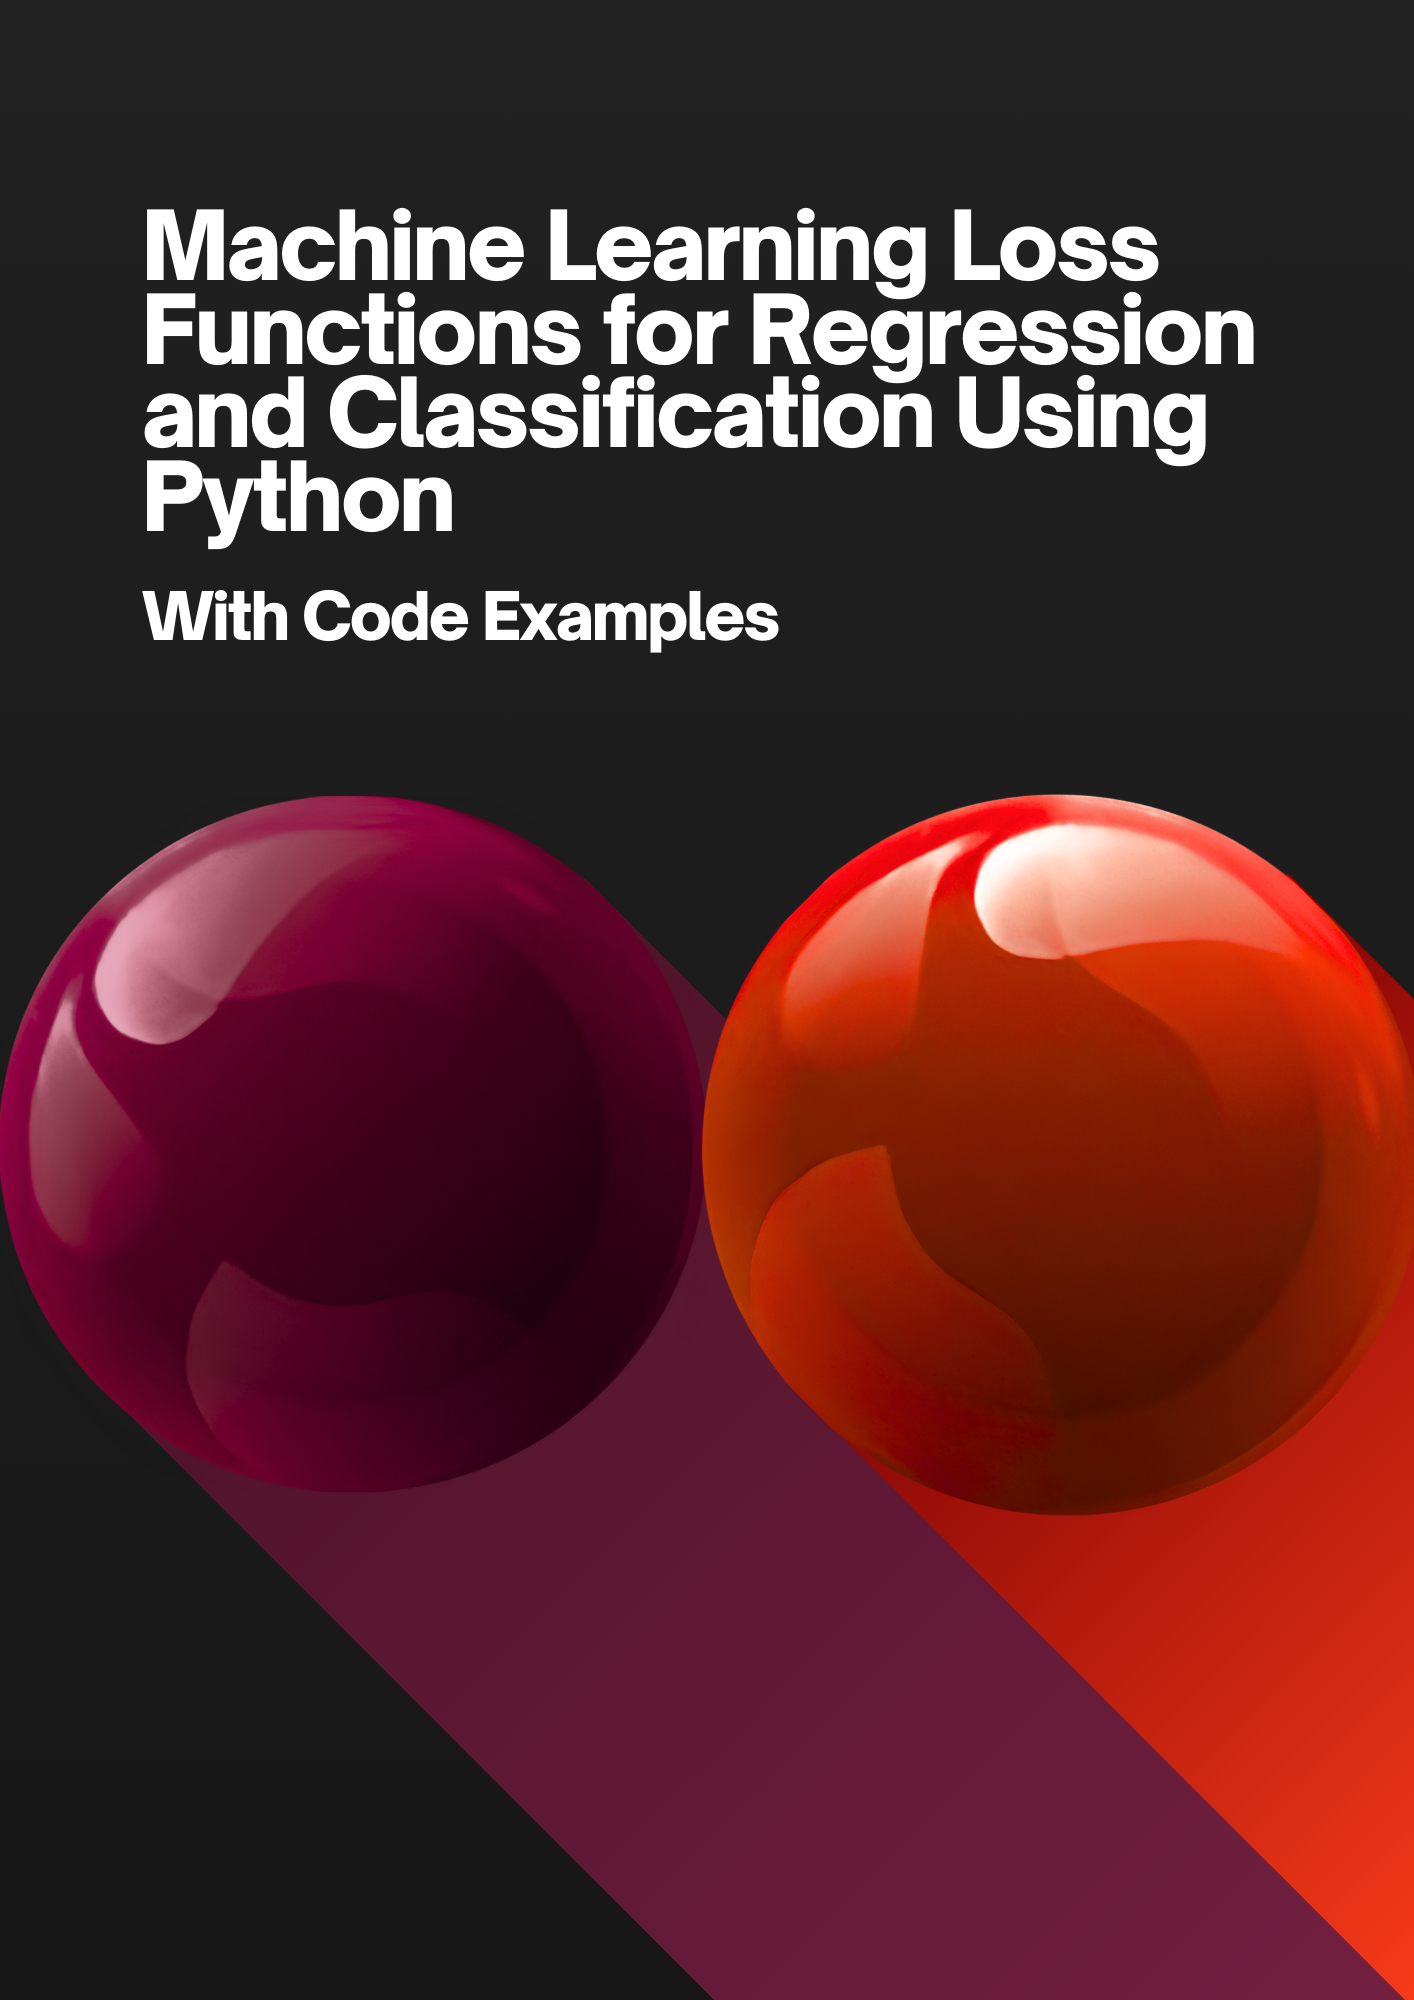 Machine Learning Loss
Functions for Regression
and Classification Using
Python
With Code Examples